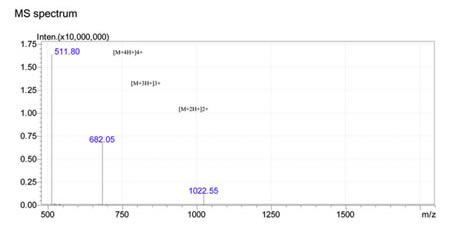 MS spectrum
Inten.(x10,000,000)
1.75
511.80
[M+4H+]4+
1.50
[M+3H+]3+
1.25
[M+2H+]2+
1.00
0.75
682.05
0.50
0.25
1022.55
0.00
500 750 1000 1250 1500 m/z